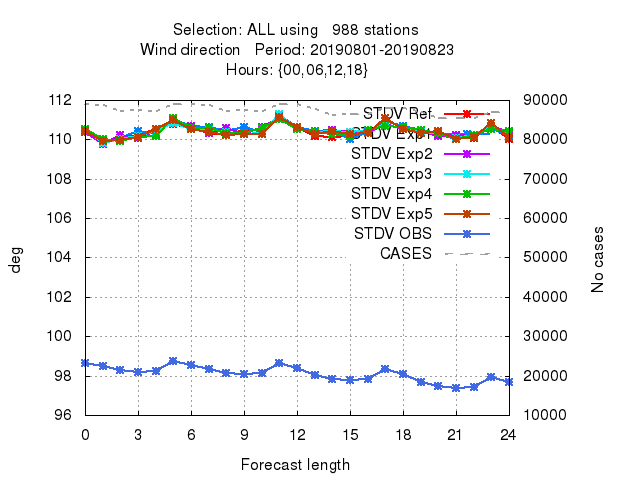 Selection: ALL using 988 stations
Wind direction Period: 20190801-20190823
Hours: {00,06,12,18}
112
110
108
106
104
102
100
98
96
deg
90000
80000
70000
60000
50000
40000
30000
20000
10000
No cases
STDV Ref
STDV Exp1
STDV Exp2
STDV Exp3
STDV Exp4
STDV Exp5
STDV OBS
CASES
0 3 6 9 12 15 18 21 24
Forecast length